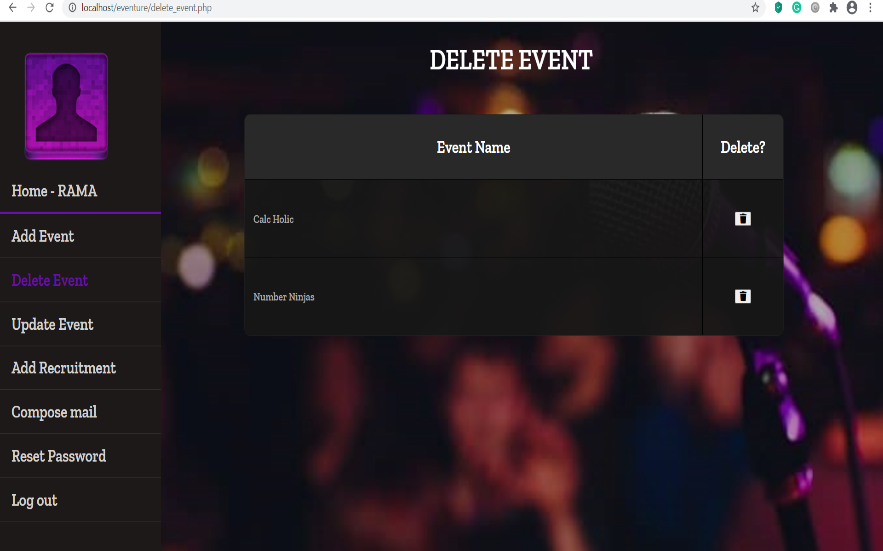 localhost/eventure/delete_event.php
DELETE EVENT
Home - RAMA
Add Event
Delete Event
Update Event
Add Recruitment
Compose mail
Reset Password
Log out
Event Name Delete?
Calc Holic
Number Ninjas